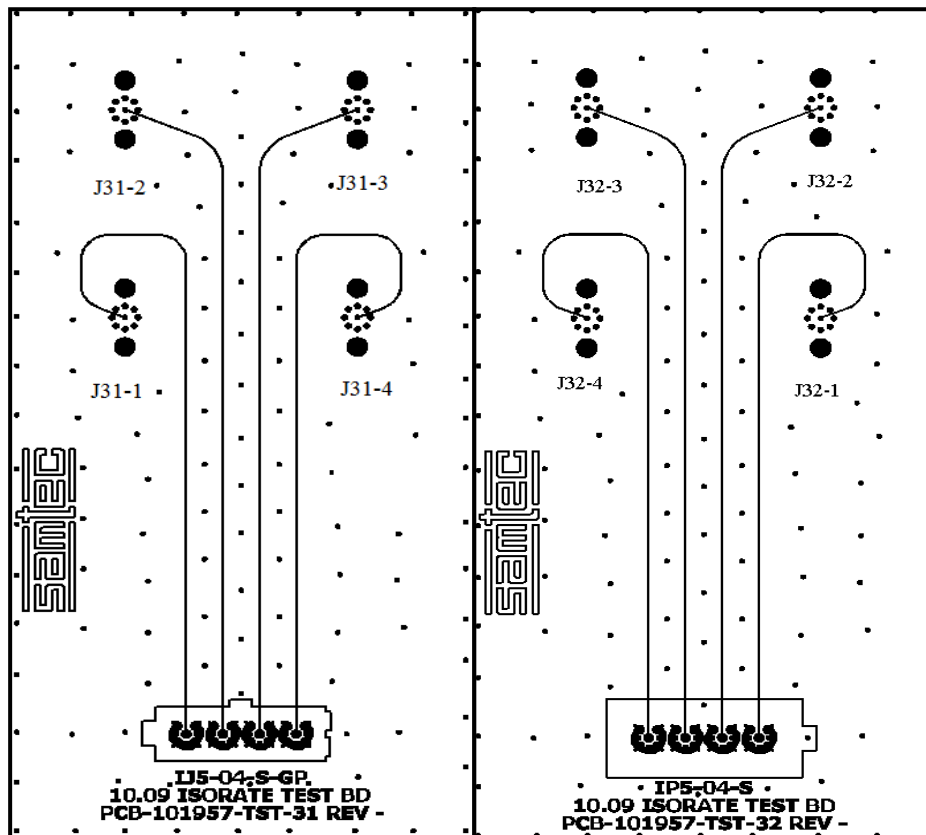 J31-2
J31-3
J31-1
J31-4
samtec
IJ5-04-S-GP
10.09 ISORATE TEST BD
PCB-101957-TST-31 REV -
J32-3
J32-2
J32-4
J32-1
samtec
IP5-04-S
10.09 ISORATE TEST BD
PCB-101957-TST-32 REV -